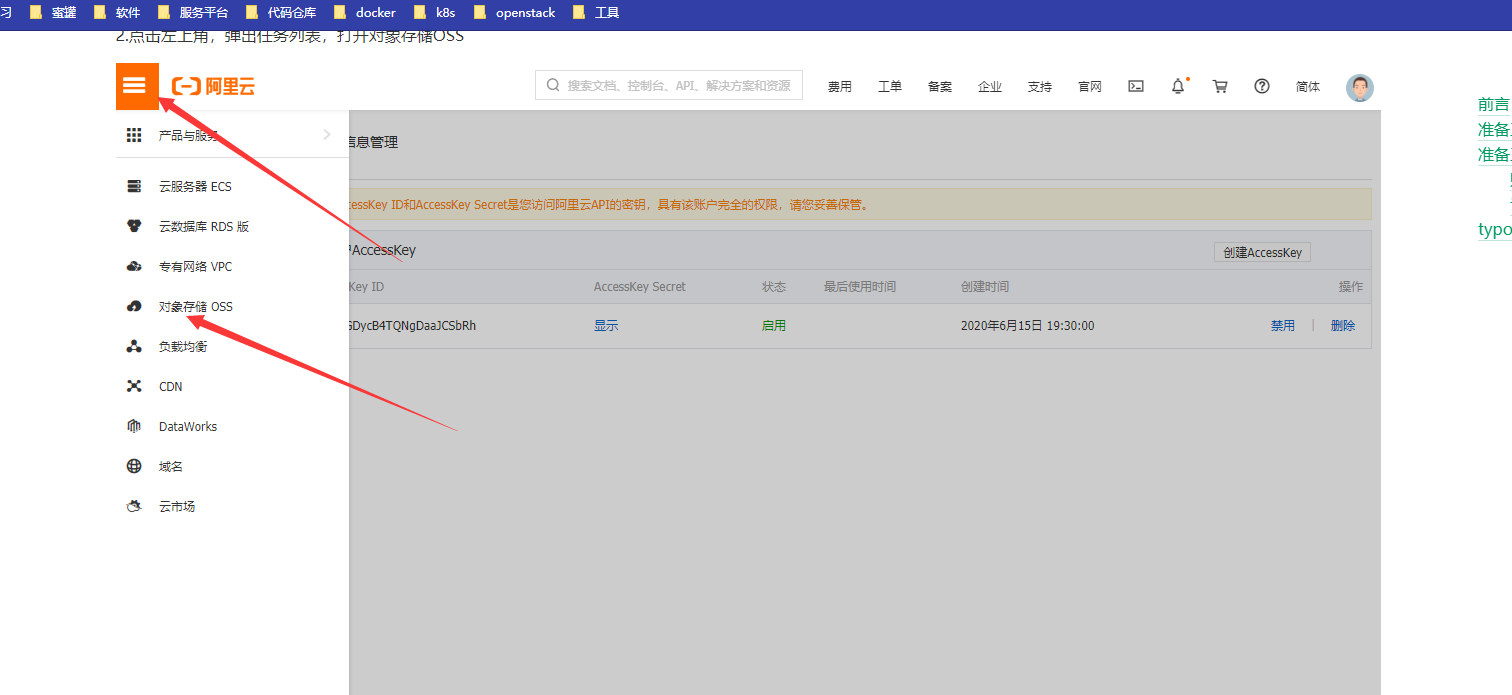 习 蜜罐 软件 服务平台 代码仓库 docker k8s openstack 工具
2.点击左上角，弹出任务列表，打开对象存储OSS
阿里云 搜索文档、控制台、API、解决方案和资源 费用 工单 备案 企业 支持 官网 简体
产品与服务
信息管理
云服务器 ECS
cessKey ID和AccessKey Secret是您访问阿里云API的密钥，具有该账户完全的权限，请您妥善保管。
云数据库 RDS 版
AccessKey 创建AccessKey
专有网络 VPC
Key ID AccessKey Secret 状态 最后使用时间 创建时间 操作
对象存储 OSS
GDycB4TQNgDaaJCSbRh 显示 启用 2020年6月15日 19:30:00 禁用 | 删除
负载均衡
CDN
DataWorks
域名
云市场
前言
准备
准备
typo